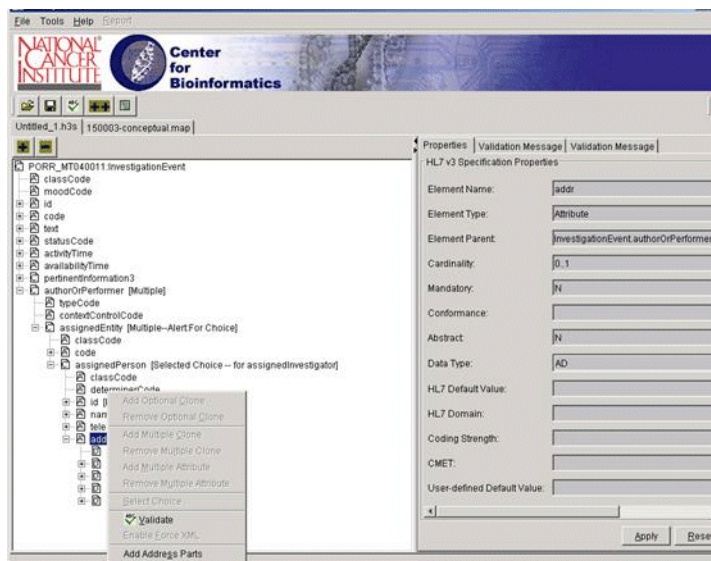 File Tools Help Report
NATIONAL CANCER INSTITUTE
Center for Bioinformatics
Untitled_1.h3s 150003-conceptual.map
PORR_MT040011.InvestigationEvent
classCode
moodCode
id
code
text
statusCode
activityTime
availabilityTime
pertinentInformation3
authorOrPerformer [Multiple]
typeCode
contextControlCode
assignedEntity [Multiple--Alert:For Choice]
classCode
code
assignedPerson [Selected Choice -- for assignedInvestigator]
classCode
determinerCode
id
nam
tele
add
Add Optional Clone
Remove Optional Clone
Add Multiple Clone
Remove Multiple Clone
Add Multiple Attribute
Remove Multiple Attribute
Select Choice
Validate
Enable Force XML
Add Address Parts
Properties Validation Message Validation Message
HL7 v3 Specification Properties
Element Name: addr
Element Type: Attribute
Element Parent: InvestigationEvent.authorOrPerformer
Cardinality: 0..1
Mandatory: N
Conformance:
Abstract: N
Data Type: AD
HL7 Default Value:
HL7 Domain:
Coding Strength:
CMET:
User-defined Default Value:
Apply Rese